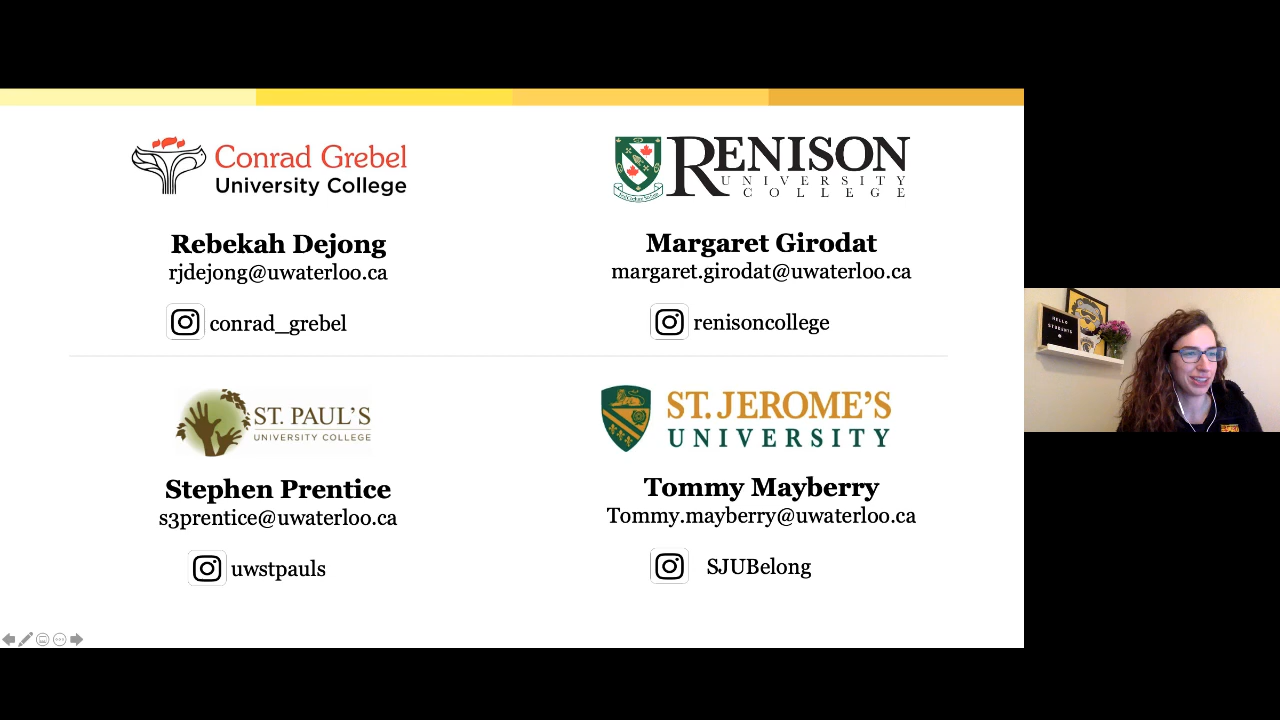 Conrad Grebel
University College
Rebekah Dejong
rjdejong@uwaterloo.ca
conrad_grebel
RENISON
UNIVERSITY
COLLEGE
Margaret Girodat
margaret.girodat@uwaterloo.ca
renisoncollege
ST. PAUL'S
UNIVERSITY COLLEGE
Stephen Prentice
s3prentice@uwaterloo.ca
uwstpauls
ST. JEROME'S
UNIVERSITY
Tommy Mayberry
Tommy.mayberry@uwaterloo.ca
SJUBelong
HELLO
STUDENTS